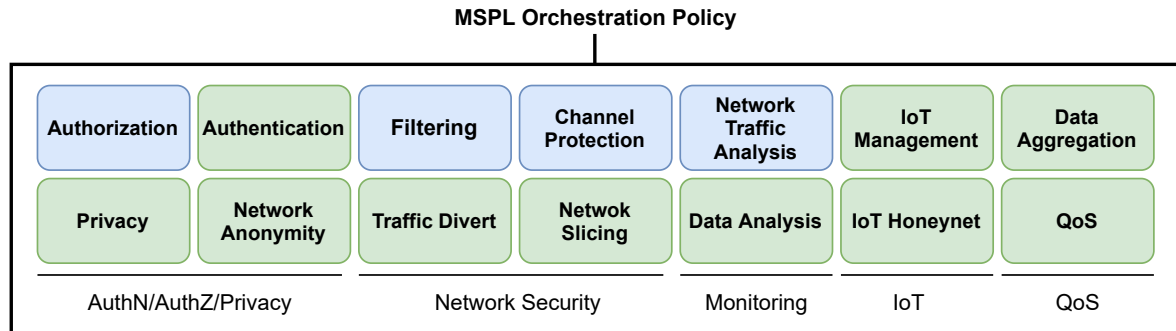 MSPL Orchestration Policy
Authorization
Authentication
Filtering
Channel
Protection
Network
Traffic
Analysis
IoT
Management
Data
Aggregation
Privacy
Network
Anonymity
Traffic Divert
Netwok
Slicing
Data Analysis
IoT Honeynet
QoS
AuthN/AuthZ/Privacy
Network Security
Monitoring
IoT
QoS